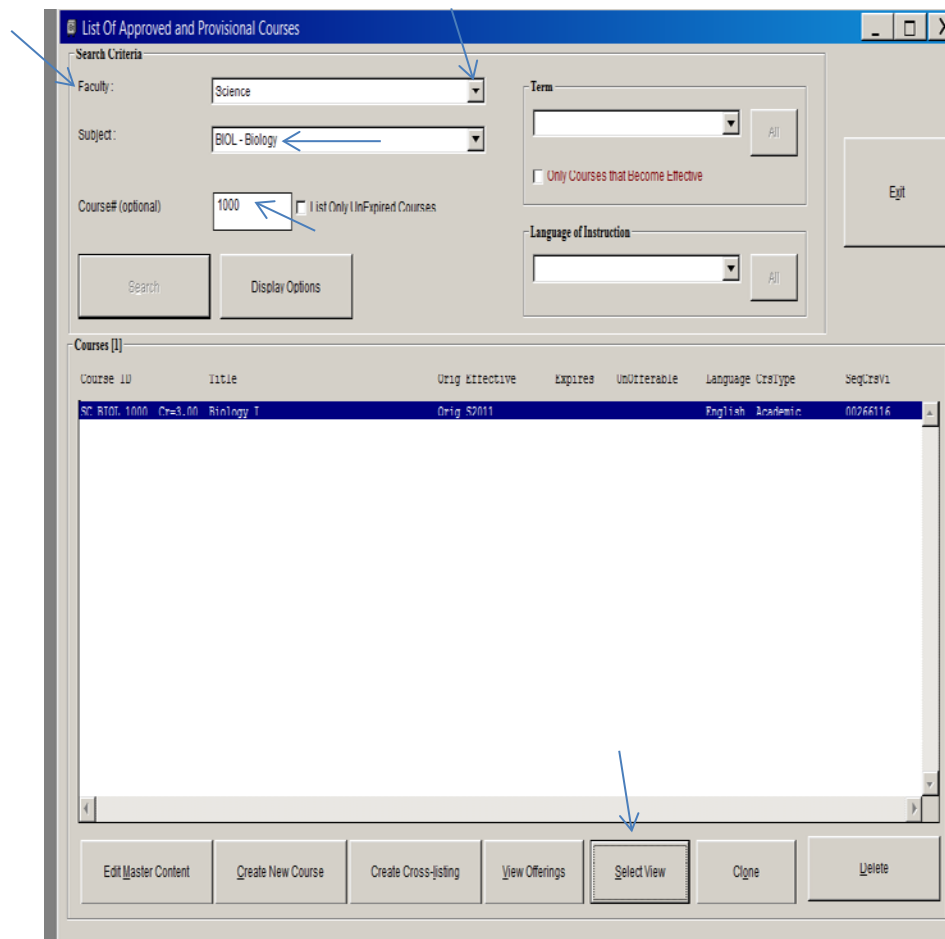 List Of Approved and Provisional Courses
Search Criteria
Faculty :
Science
Subject :
BIOL - Biology
Course# (optional)
1000
List Only UnExpired Courses
Search
Display Options
Term
All
Only Courses that Become Effective
Language of Instruction
All
Exit
Courses [1]
Course ID Title Orig Effective Expires UnOfferable Language CrsType SeqCrsVi
SC BIOL 1000 Cr=3.00 Biology I Orig S2011 English Academic 00266116
Edit Master Content
Create New Course
Create Cross-listing
View Offerings
Select View
Clone
Delete